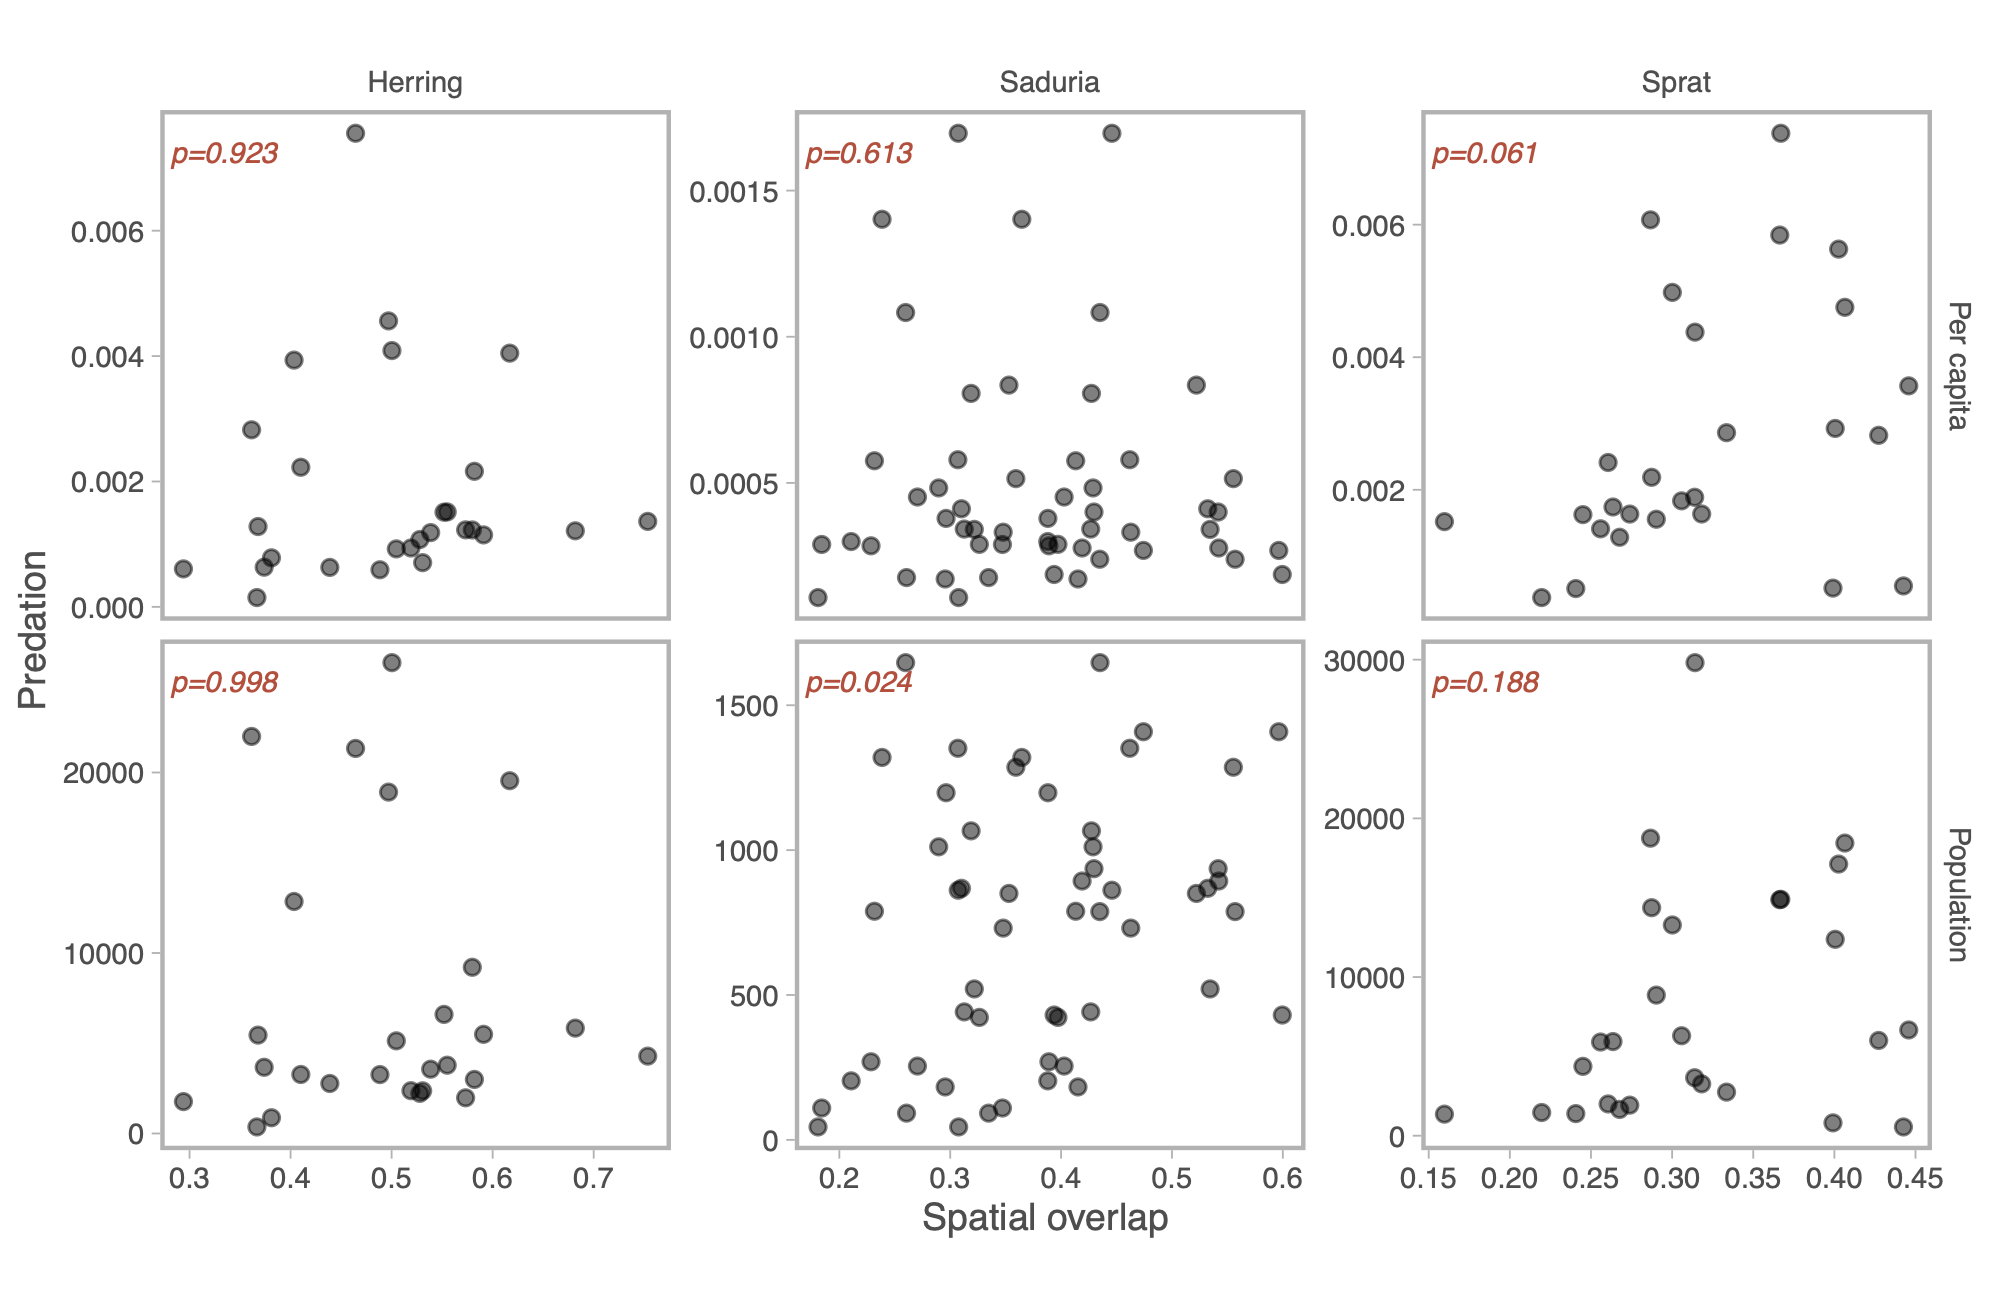 Herring
Saduria
Sprat
p=0.923
p=0.613
p=0.061
0.006
0.004
0.002
0.000
0.0015
0.0010
0.0005
0.006
0.004
0.002
Per capita
Predation
p=0.998
p=0.024
p=0.188
20000
10000
0
1500
1000
500
0
30000
20000
10000
0
Population
0.3 0.4 0.5 0.6 0.7
0.2 0.3 0.4 0.5 0.6
0.15 0.20 0.25 0.30 0.35 0.40 0.45
Spatial overlap